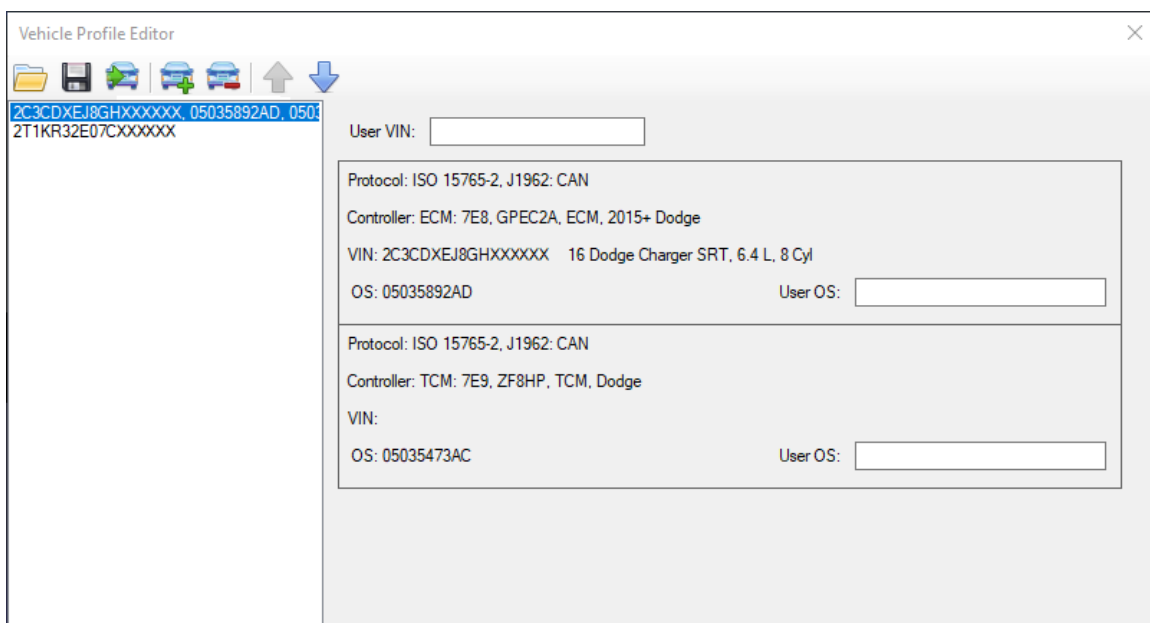 Vehicle Profile Editor
2C3CDXEJ8GHXXXXXX, 05035892AD, 0503
2T1KR32E07CXXXXXX
User VIN:
Protocol: ISO 15765-2, J1962: CAN
Controller: ECM: 7E8, GPEC2A, ECM, 2015+ Dodge
VIN: 2C3CDXEJ8GHXXXXXX 16 Dodge Charger SRT, 6.4 L, 8 Cyl
OS: 05035892AD User OS:
Protocol: ISO 15765-2, J1962: CAN
Controller: TCM: 7E9, ZF8HP, TCM, Dodge
VIN:
OS: 05035473AC User OS: